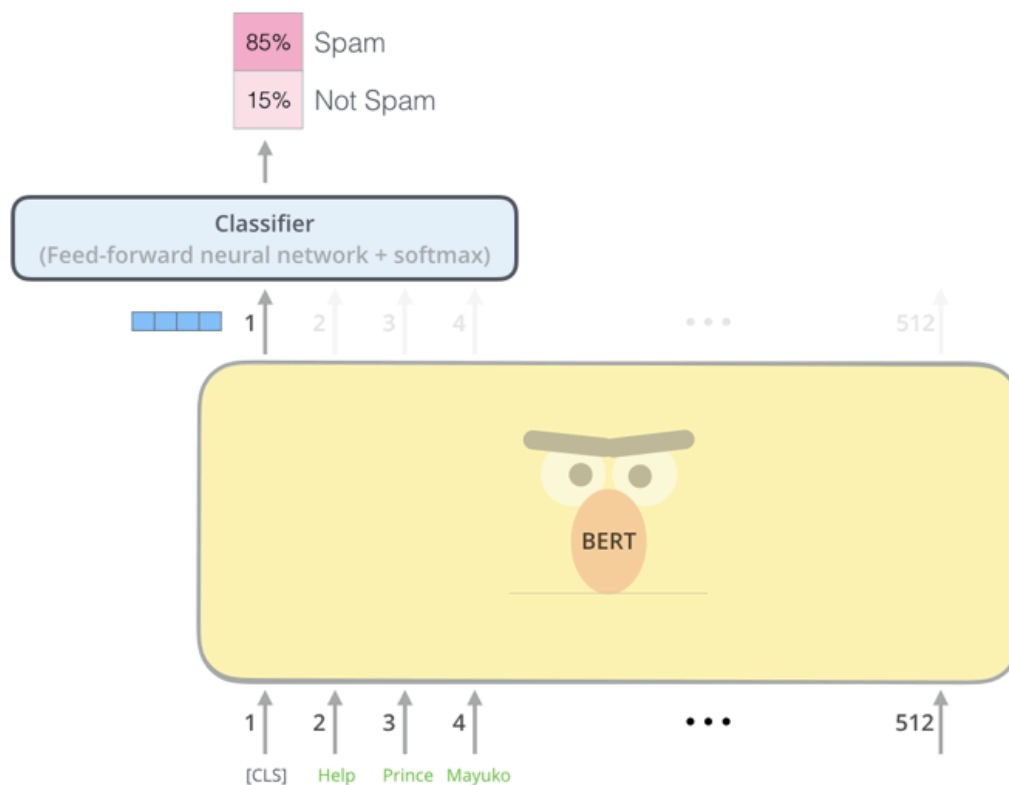 85% Spam
15% Not Spam
Classifier
(Feed-forward neural network + softmax)
1 2 3 4 ••• 512
BERT
1 2 3 4 ••• 512
[CLS] Help Prince Mayuko